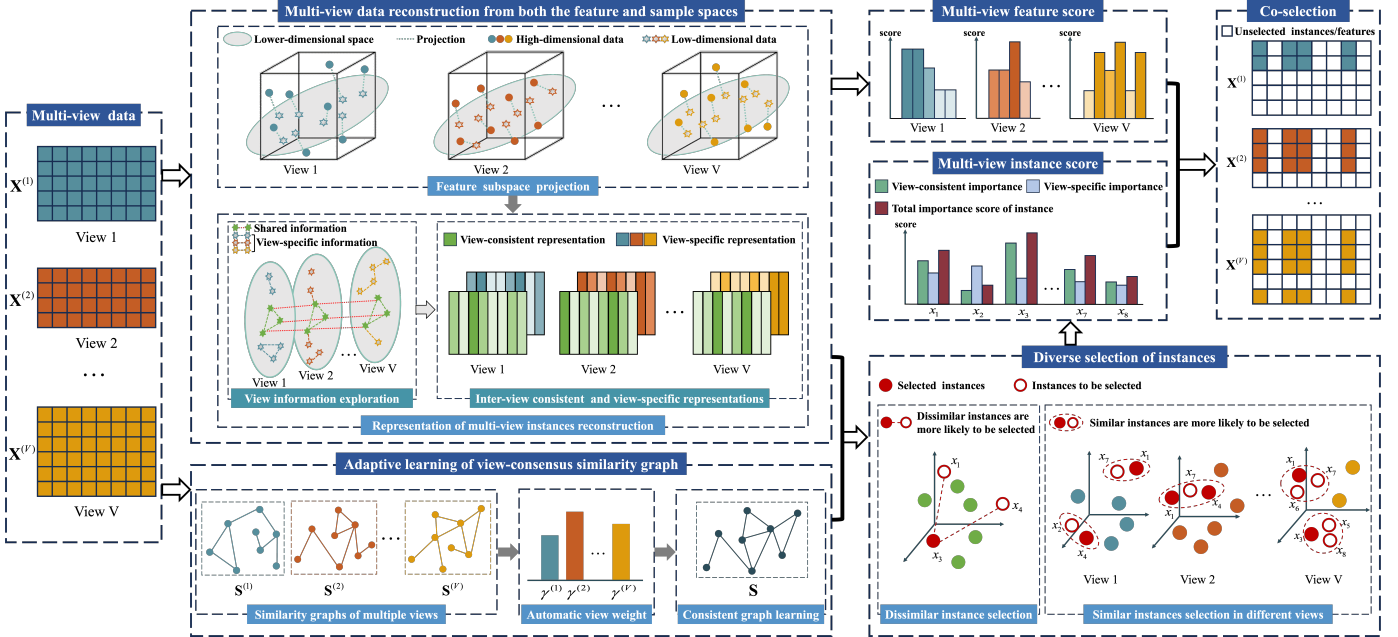 Multi-view data
X(1)
View 1
X(2)
View 2
...
X(V)
View V
Multi-view data reconstruction from both the feature and sample spaces
Lower-dimensional space
Projection
High-dimensional data
Low-dimensional data
View 1
View 2
...
View V
Feature subspace projection
Shared information
View-specific information
View 1
View 2
...
View V
View information exploration
View-consistent representation
View-specific representation
View 1
View 2
...
View V
Inter-view consistent and view-specific representations
Representation of multi-view instances reconstruction
Adaptive learning of view-consensus similarity graph
S(1)
S(2)
...
S(V)
Similarity graphs of multiple views
γ(1)
γ(2)
...
γ(V)
Automatic view weight
S
Consistent graph learning
Multi-view feature score
score
score
score
View 1
View 2
...
View V
Multi-view instance score
View-consistent importance
View-specific importance
Total importance score of instance
score
x1
x2
x3
...
x7
x8
Diverse selection of instances
Selected instances
Instances to be selected
Dissimilar instances are
more likely to be selected
x1
x4
x3
Dissimilar instance selection
Similar instances are more likely to be selected
x7
x1
x2
x4
View 1
x7
x1
x4
View 2
...
x1
x7
x6
x3
x5
x8
View V
Similar instances selection in different views
Co-selection
Unselected instances/features
X(1)
X(2)
...
X(V)